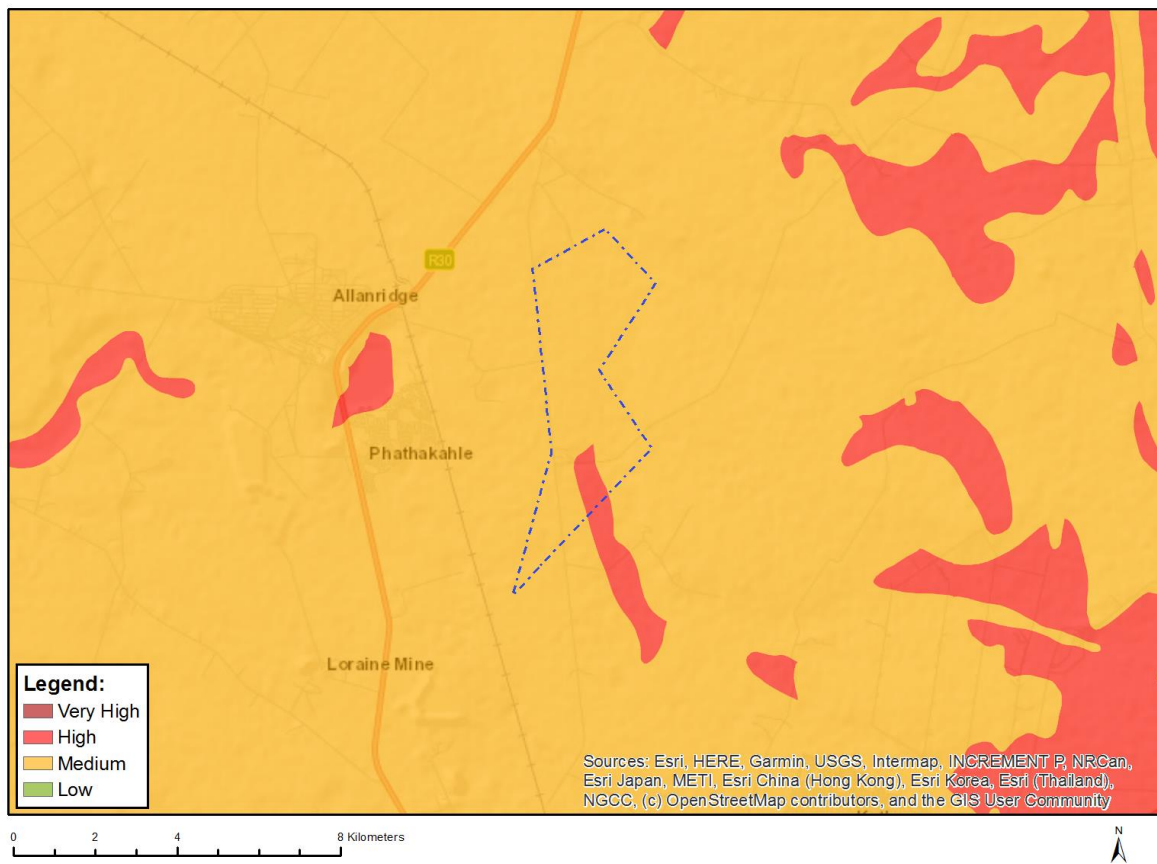 R30
Allanridge
Phathakahle
Loraine Mine
Legend:
Very High
High
Medium
Low
Sources: Esri, HERE, Garmin, USGS, Intermap, INCREMENT P, NRCan,
Esri Japan, METI, Esri China (Hong Kong), Esri Korea, Esri (Thailand),
NGCC, (c) OpenStreetMap contributors, and the GIS User Community
0 2 4 8 Kilometers
N